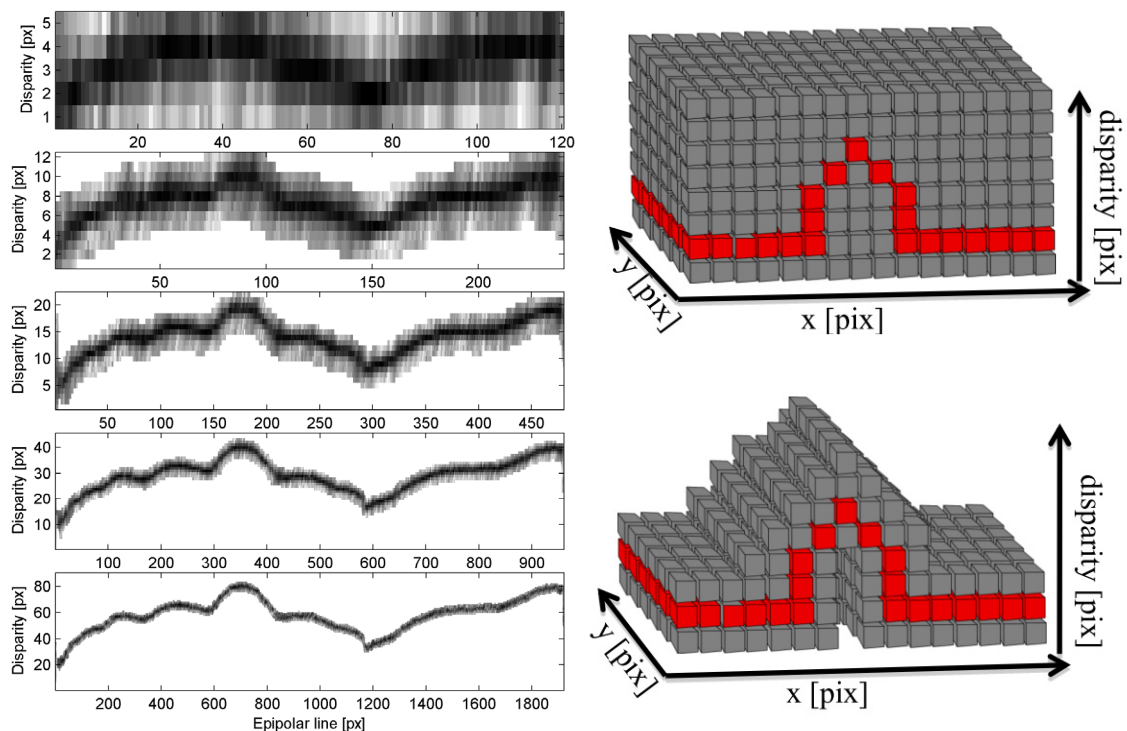 Disparity [px]
5
4
3
2
1
20 40 60 80 100 120
Disparity [px]
12
10
8
6
4
2
50 100 150 200
Disparity [px]
20
15
10
5
50 100 150 200 250 300 350 400 450
Disparity [px]
40
30
20
10
100 200 300 400 500 600 700 800 900
Disparity [px]
80
60
40
20
200 400 600 800 1000 1200 1400 1600 1800
Epipolar line [px]
disparity [pix]
y [pix]
x [pix]
disparity [pix]
y [pix]
x [pix]